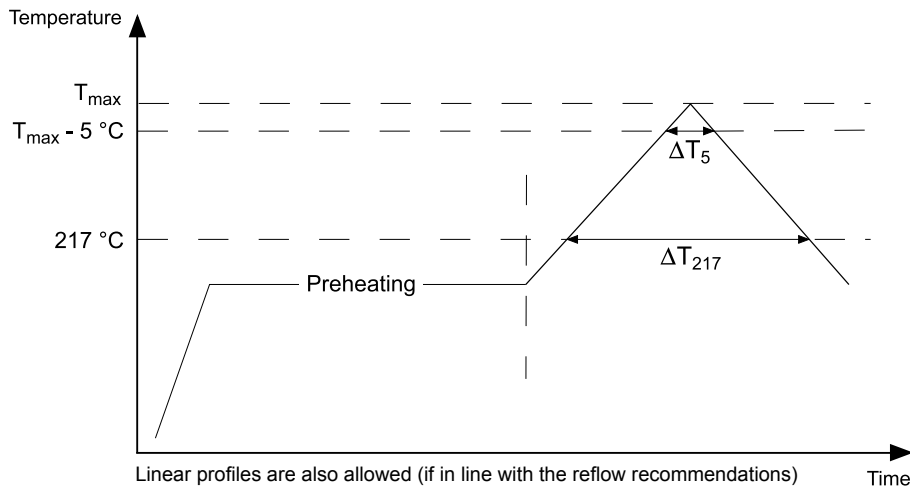 Temperature
Tmax
Tmax - 5 °C
ΔT5
217 °C
ΔT217
Preheating
Linear profiles are also allowed (if in line with the reflow recommendations)
Time